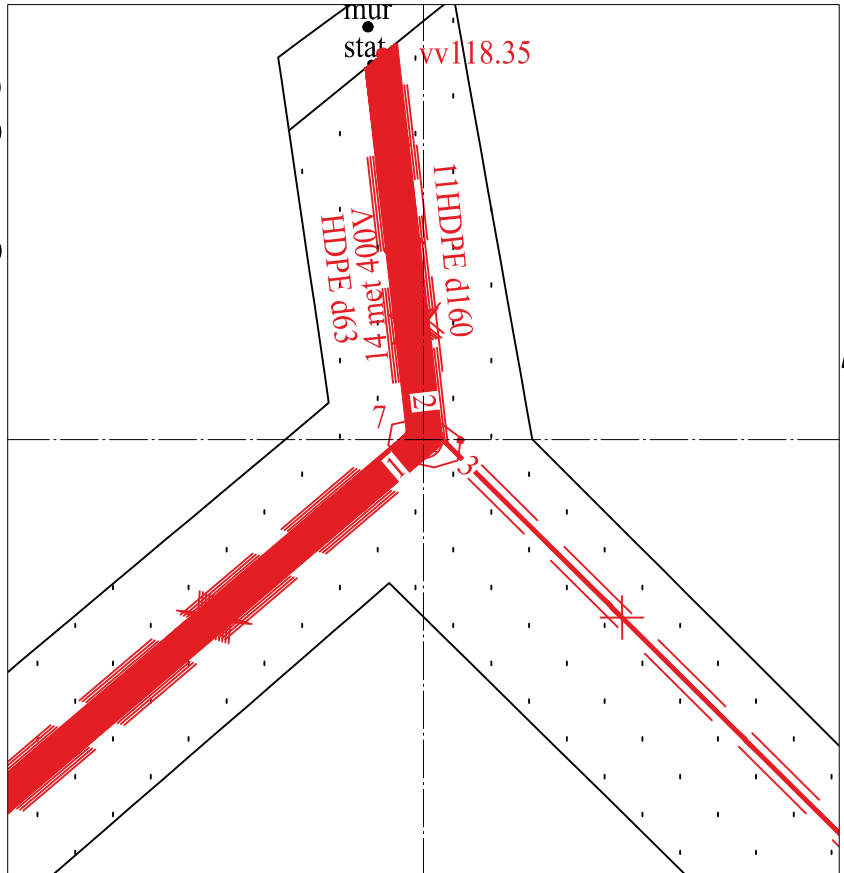 mur
stat
vv118.35
11HDPE d160
14 met 400V
HDPE d63
7
2
1
3